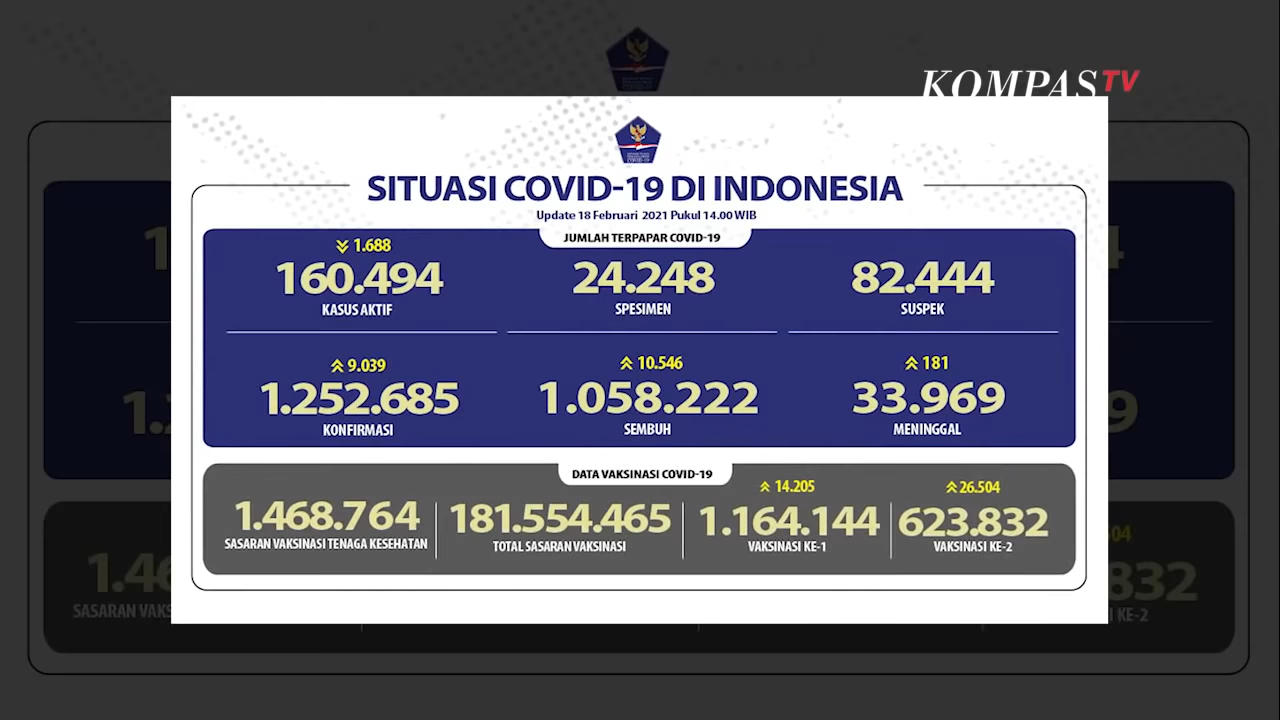 KOMPASTV
SITUASI COVID-19 DI INDONESIA
Update 18 Februari 2021 Pukul 14.00 WIB
JUMLAH TERPAPAR COVID-19
1.688
160.494
KASUS AKTIF
24.248
SPESIMEN
82.444
SUSPEK
9.039
1.252.685
KONFIRMASI
10.546
1.058.222
SEMBUH
181
33.969
MENINGGAL
DATA VAKSINASI COVID-19
1.468.764
SASARAN VAKSINASI TENAGA KESEHATAN
181.554.465
TOTAL SASARAN VAKSINASI
14.205
1.164.144
VAKSINASI KE-1
26.504
623.832
VAKSINASI KE-2